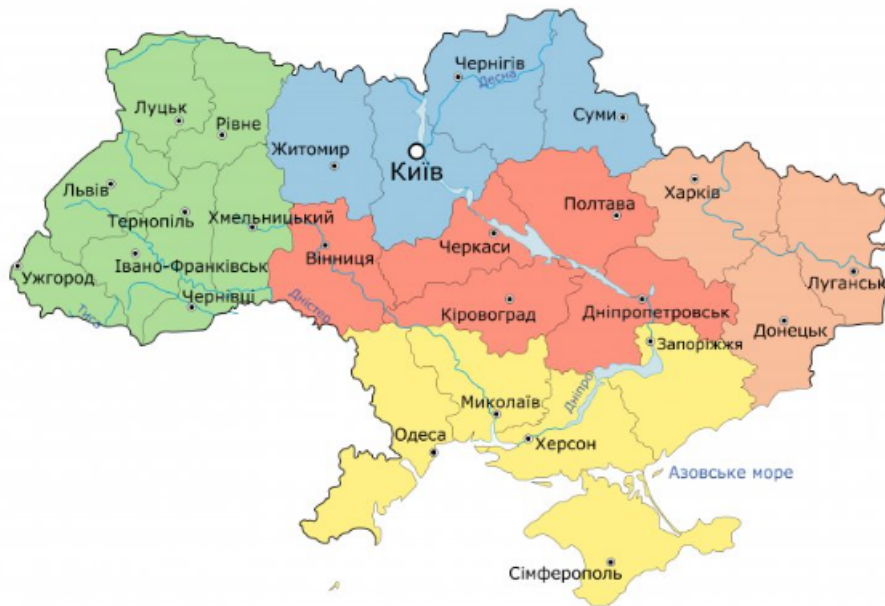 Чернігів
Десна
Луцьк
Рівне
Суми
Житомир
Київ
Львів
Харків
Тернопіль
Хмельницький
Полтава
Черкаси
Вінниця
Ужгород
Івано-Франківськ
Луганськ
Чернівці
Дністер
Тиса
Кіровоград
Дніпропетровськ
Донецьк
Запоріжжя
Дніпро
Миколаїв
Одеса
Херсон
Азовське море
Сімферополь